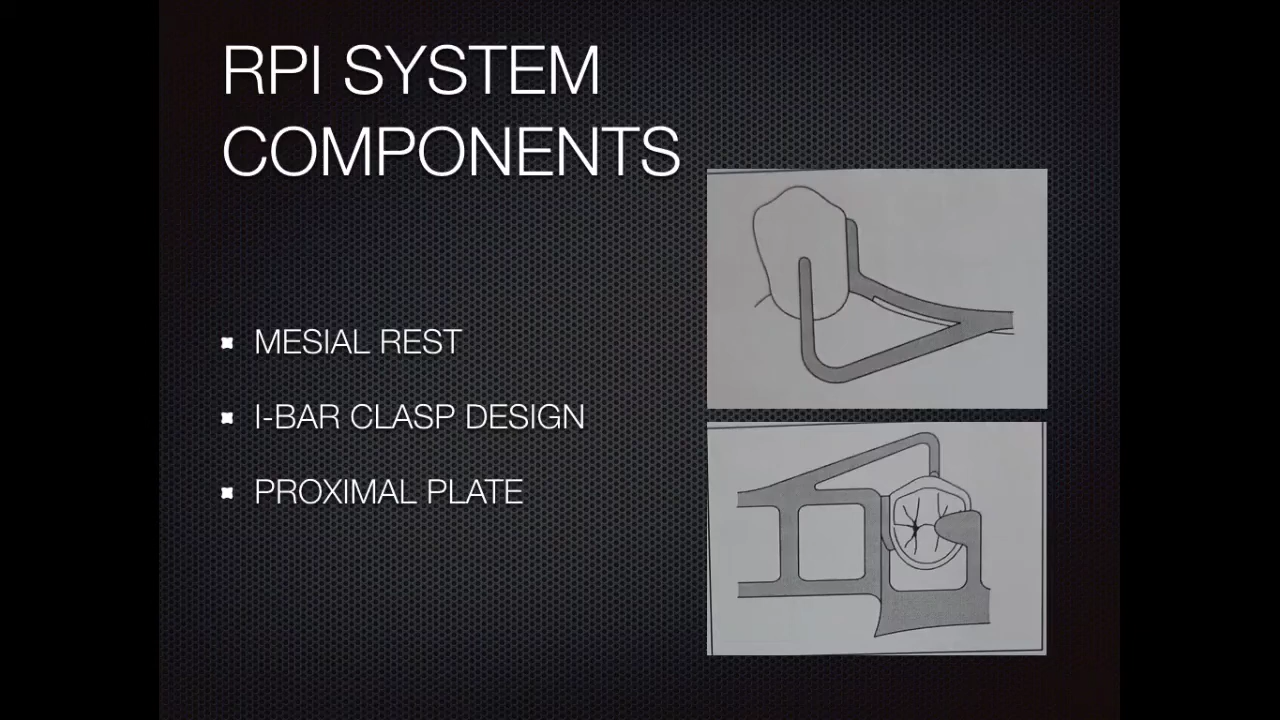 RPI SYSTEM
COMPONENTS
MESIAL REST
I-BAR CLASP DESIGN
PROXIMAL PLATE